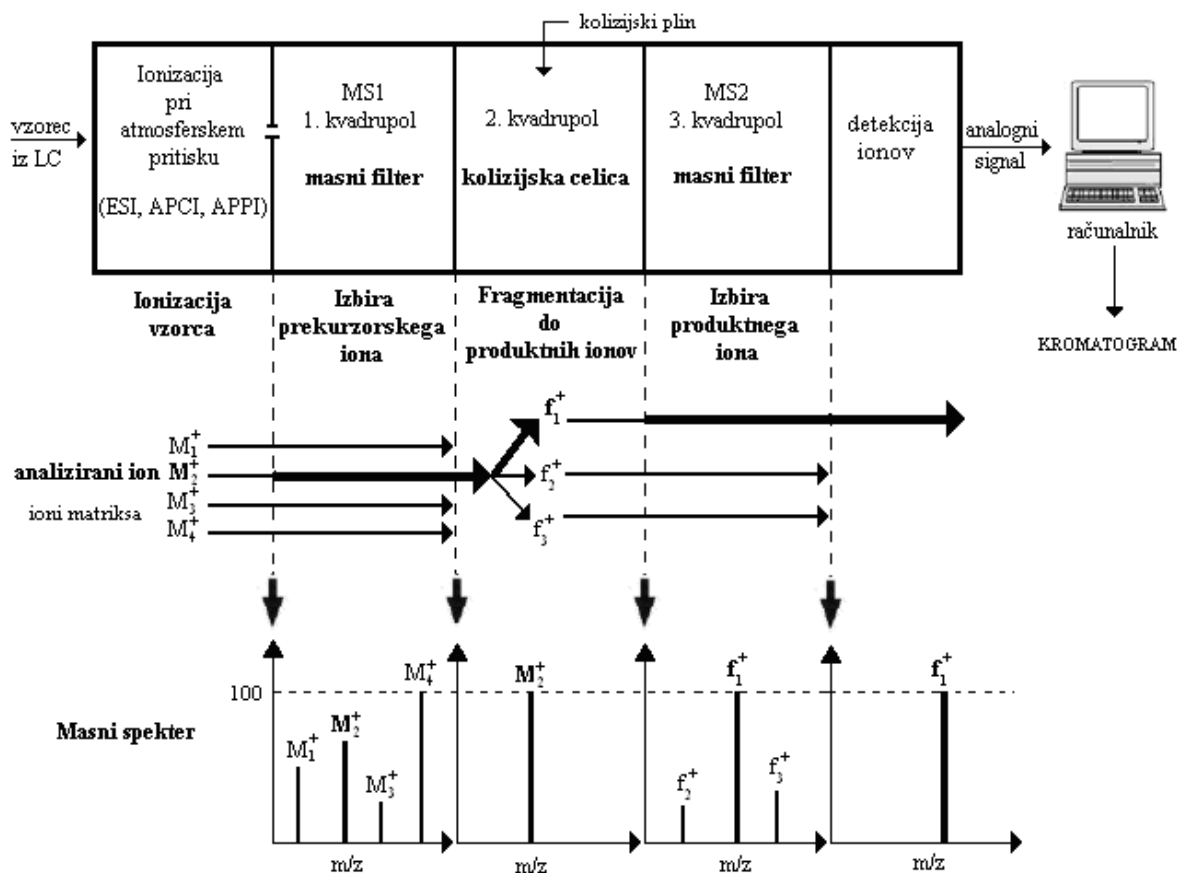 kolizijski plin
vzorec
iz LC
Ionizacija
pri
atmosferskem
pritisku
(ESI, APCI, APPI)
MS1
1. kvadrupol
masni filter
2. kvadrupol
kolizijska celica
MS2
3. kvadrupol
masni filter
detekcija
ionov
analogni
signal
računalnik
KROMATOGRAM
Ionizacija
vzorca
Izbira
prekurzorskega
iona
Fragmentacija
do
produktnih ionov
Izbira
produktnega
iona
M₁⁺
analizirani ion M₂⁺
ioni matriksa M₃⁺
M₄⁺
f₁⁺
f₂⁺
f₃⁺
Masni spekter
100
M₁⁺
M₂⁺
M₃⁺
M₄⁺
m/z
M₂⁺
m/z
f₂⁺
f₁⁺
f₃⁺
m/z
f₁⁺
m/z